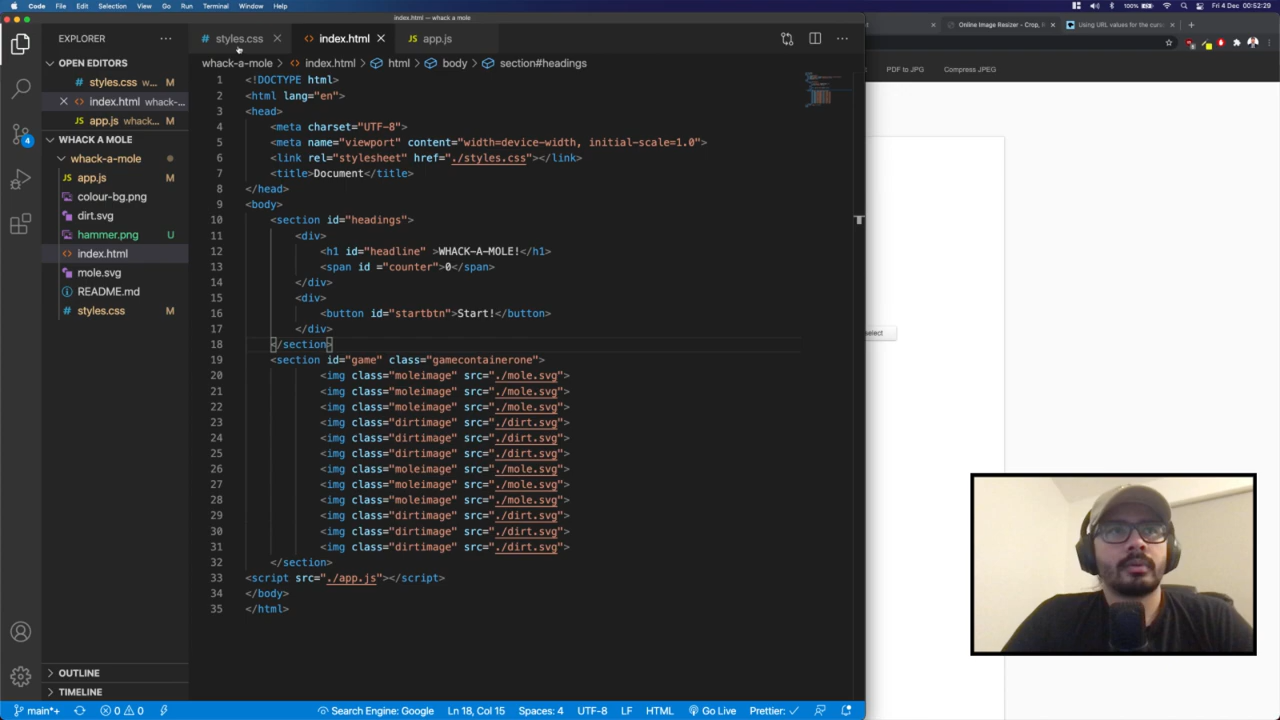 Code File Edit Selection View Go Run Terminal Window Help
100% Fri 4 Dec 00:52:29
index.html — whack a mole
EXPLORER
styles.css
index.html
app.js
OPEN EDITORS
styles.css w...
index.html whack-...
app.js whack... M
WHACK A MOLE
whack-a-mole
app.js M
colour-bg.png
dirt.svg
hammer.png U
index.html
mole.svg
README.md
styles.css M
OUTLINE
TIMELINE
4
whack-a-mole > index.html > html > body > section#headings
1 <!DOCTYPE html>
2 <html lang="en">
3 <head>
4 <meta charset="UTF-8">
5 <meta name="viewport" content="width=device-width, initial-scale=1.0">
6 <link rel="stylesheet" href="./styles.css"></link>
7 <title>Document</title>
8 </head>
9 <body>
10 <section id="headings">
11 <div>
12 <h1 id="headline" >WHACK-A-MOLE!</h1>
13 <span id ="counter">0</span>
14 </div>
15 <div>
16 <button id="startbtn">Start!</button>
17 </div>
18 </section>
19 <section id="game" class="gamecontainerone">
20 <img class="moleimage" src="./mole.svg">
21 <img class="moleimage" src="./mole.svg">
22 <img class="moleimage" src="./mole.svg">
23 <img class="dirtimage" src="./dirt.svg">
24 <img class="dirtimage" src="./dirt.svg">
25 <img class="dirtimage" src="./dirt.svg">
26 <img class="moleimage" src="./mole.svg">
27 <img class="moleimage" src="./mole.svg">
28 <img class="moleimage" src="./mole.svg">
29 <img class="dirtimage" src="./dirt.svg">
30 <img class="dirtimage" src="./dirt.svg">
31 <img class="dirtimage" src="./dirt.svg">
32 </section>
33 <script src="./app.js"></script>
34 </body>
35 </html>
Online Image Resizer - Crop, R
Using URL values for the curs
PDF to JPG Compress JPEG
elect
main*+ 0 0 Search Engine: Google Ln 18, Col 15 Spaces: 4 UTF-8 LF HTML Go Live Prettier: